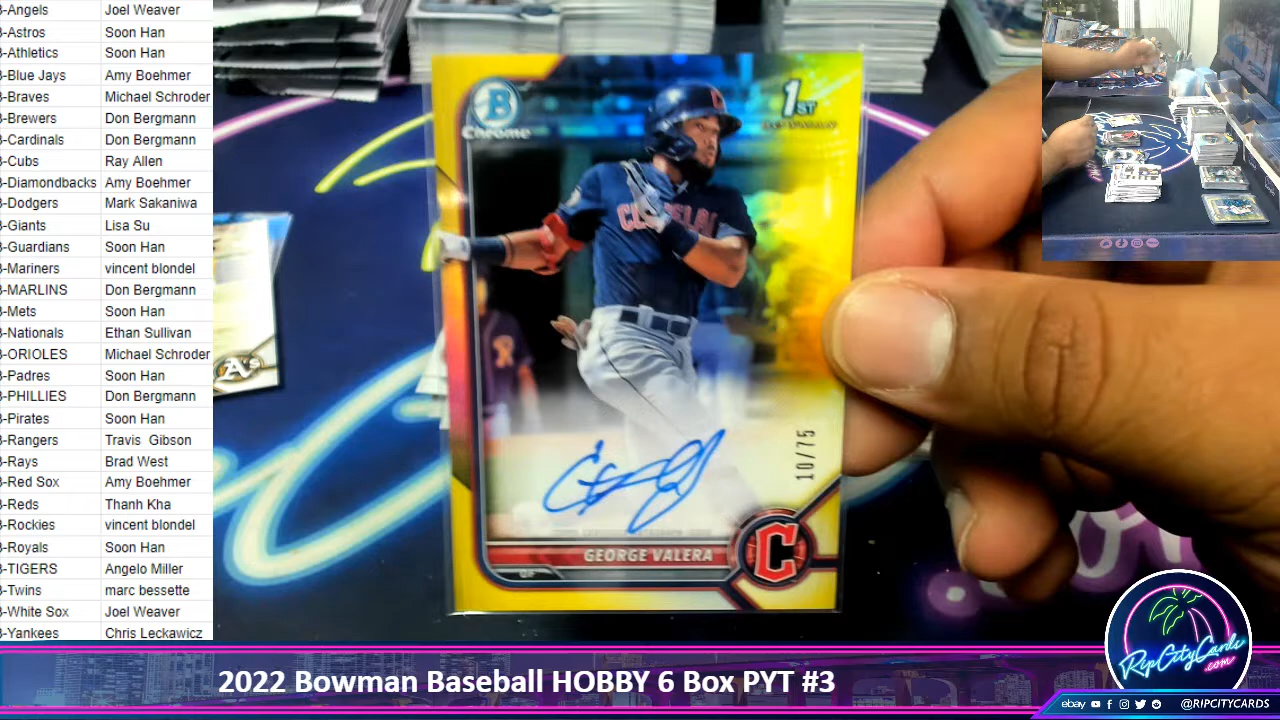 B-Angels Joel Weaver
B-Astros Soon Han
B-Athletics Soon Han
B-Blue Jays Amy Boehmer
B-Braves Michael Schroder
B-Brewers Don Bergmann
B-Cardinals Don Bergmann
B-Cubs Ray Allen
B-Diamondbacks Amy Boehmer
B-Dodgers Mark Sakaniwa
B-Giants Lisa Su
B-Guardians Soon Han
B-Mariners vincent blondel
B-MARLINS Don Bergmann
B-Mets Soon Han
B-Nationals Ethan Sullivan
B-ORIOLES Michael Schroder
B-Padres Soon Han
B-PHILLIES Don Bergmann
B-Pirates Soon Han
B-Rangers Travis Gibson
B-Rays Brad West
B-Red Sox Amy Boehmer
B-Reds Thanh Kha
B-Rockies vincent blondel
B-Royals Soon Han
B-TIGERS Angelo Miller
B-Twins marc bessette
B-White Sox Joel Weaver
B-Yankees Chris Leckawicz
A's
B
Chrome
1ST
C
10/75
GEORGE VALERA
OF
C
RipCityCards
.com
2022 Bowman Baseball HOBBY 6 Box PYT #3
ebay @RIPCITYCARDS